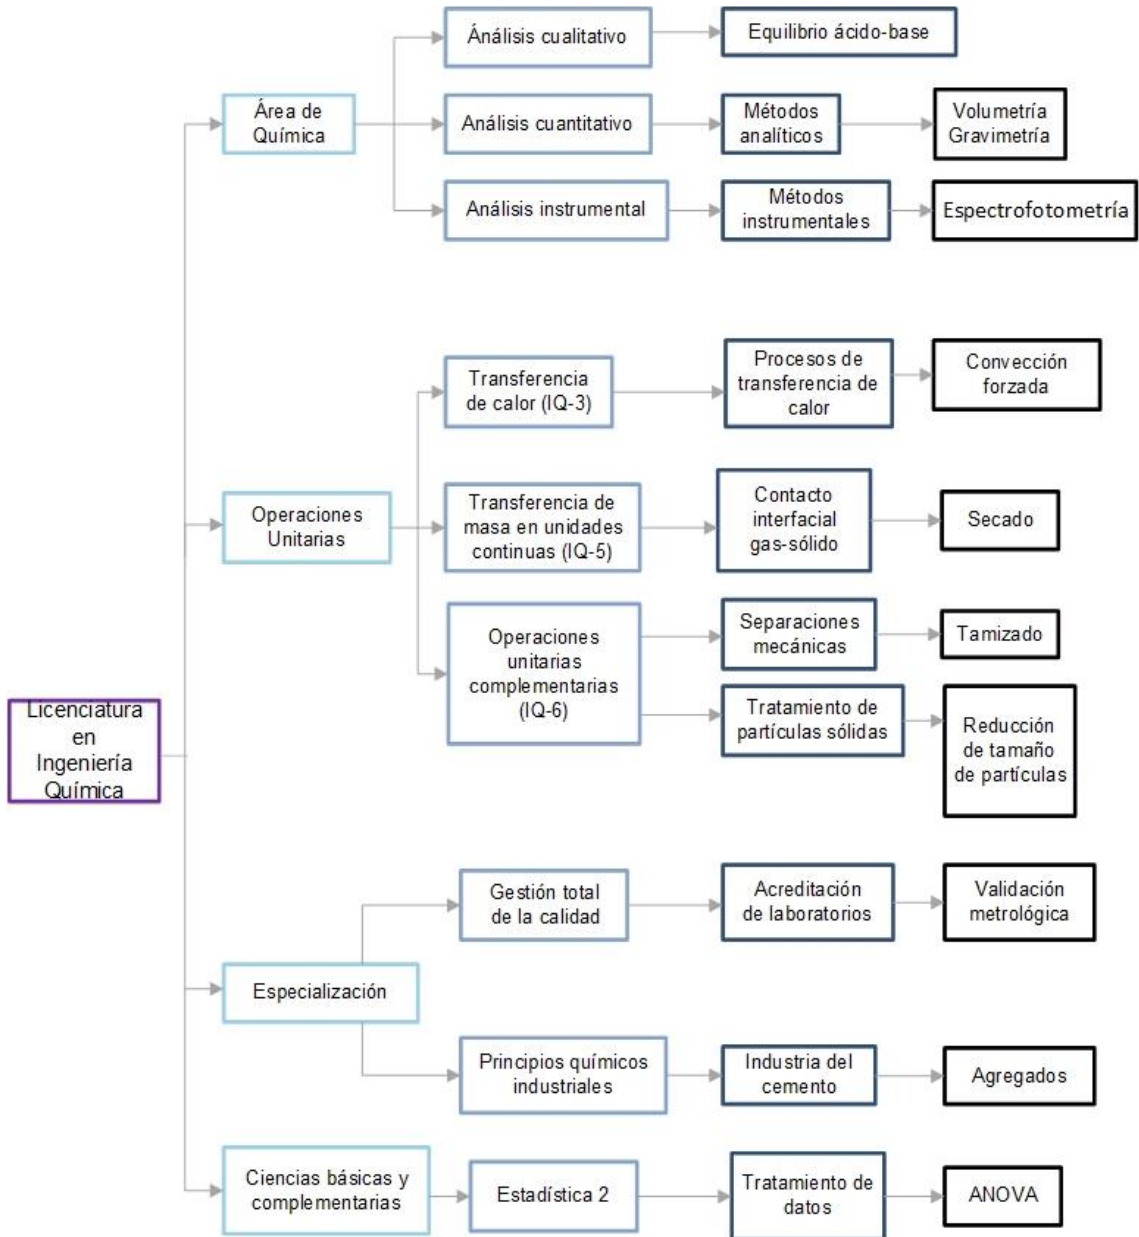 Ánálisis cualitativo
Equilibrio ácido-base
Área de
Química
Análisis cuantitativo
Métodos
analíticos
Volumetría
Gravimetría
Análisis instrumental
Métodos
instrumentales
Espectrofotometría
Transferencia
de calor (IQ-3)
Procesos de
transferencia de
calor
Convección
forzada
Operaciones
Unitarias
Transferencia de
masa en unidades
continuas (IQ-5)
Contacto
interfacial
gas-sólido
Secado
Operaciones
unitarias
complementarias
(IQ-6)
Separaciones
mecánicas
Tamizado
Tratamiento de
partículas sólidas
Reducción
de tamaño
de partículas
Licenciatura
en
Ingeniería
Química
Gestión total
de la calidad
Acreditación
de laboratorios
Validación
metrológica
Especialización
Principios químicos
industriales
Industria del
cemento
Agregados
Ciencias básicas y
complementarias
Estadística 2
Tratamiento de
datos
ANOVA